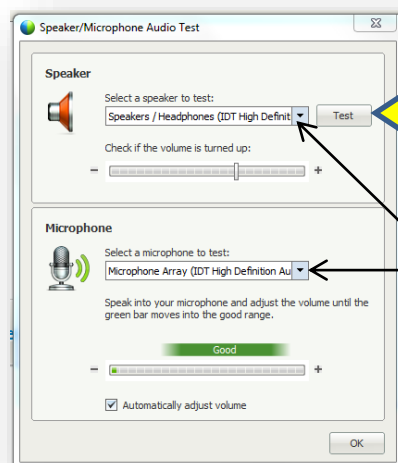 Speaker/Microphone Audio Test
Speaker
Select a speaker to test:
Speakers / Headphones (IDT High Definit
Test
Check if the volume is turned up:
- +
Microphone
Select a microphone to test:
Microphone Array (IDT High Definition Au
Speak into your microphone and adjust the volume until the
green bar moves into the good range.
Good
- +
Automatically adjust volume
OK